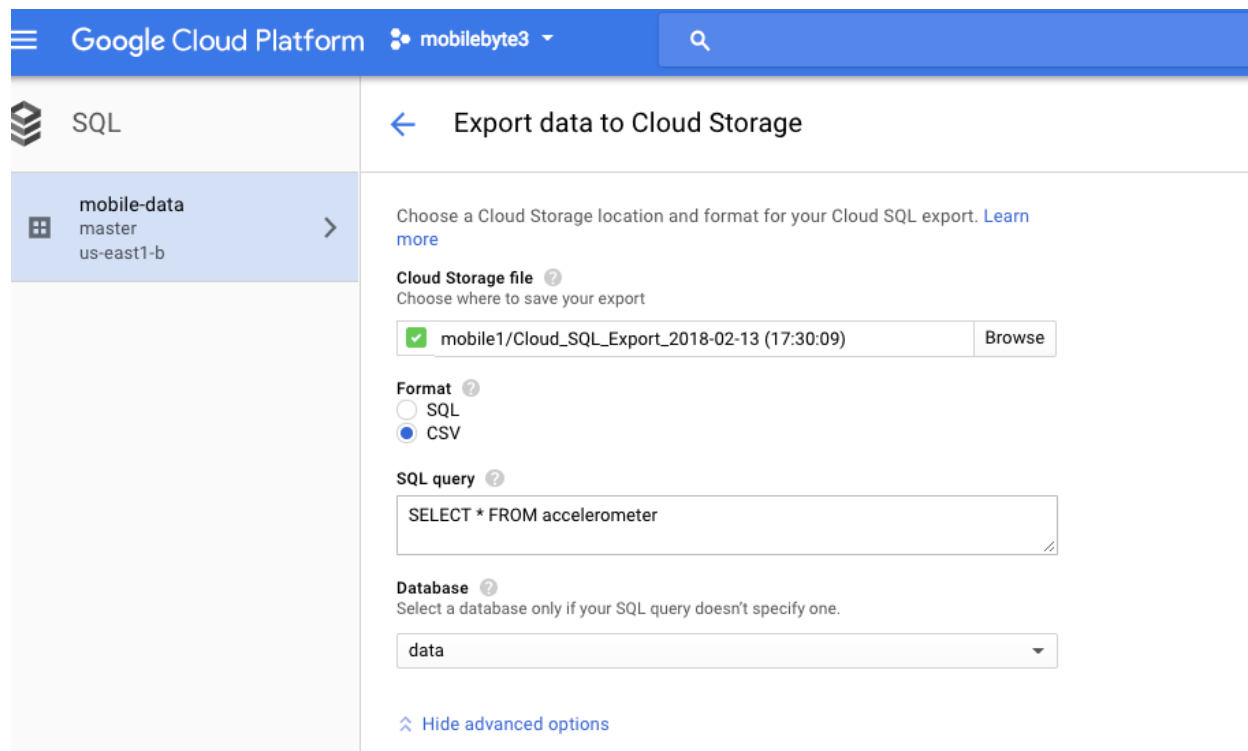 Google Cloud Platform mobilebyte3
SQL
Export data to Cloud Storage
mobile-data
master
us-east1-b
Choose a Cloud Storage location and format for your Cloud SQL export. Learn
more
Cloud Storage file ?
Choose where to save your export
mobile1/Cloud_SQL_Export_2018-02-13 (17:30:09) Browse
Format ?
SQL
CSV
SQL query ?
SELECT * FROM accelerometer
Database ?
Select a database only if your SQL query doesn't specify one.
data
Hide advanced options